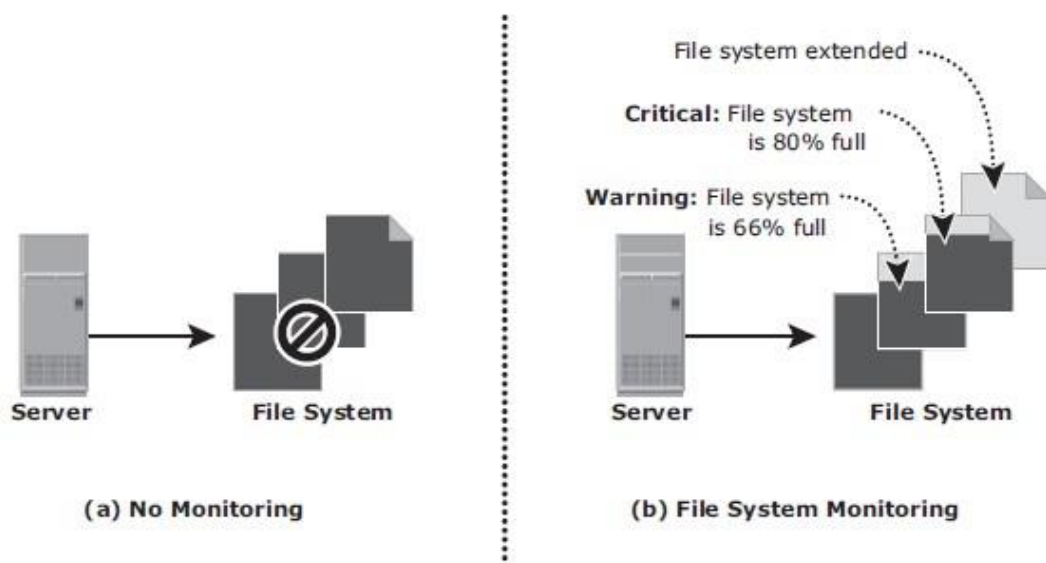 File system extended
Critical: File system
is 80% full
Warning: File system
is 66% full
Server
File System
Server
File System
(a) No Monitoring
(b) File System Monitoring